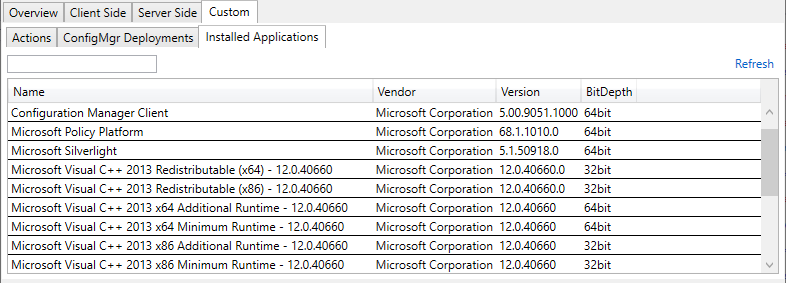 Overview Client Side Server Side Custom
Actions ConfigMgr Deployments Installed Applications
Refresh
Name Vendor Version BitDepth
Configuration Manager Client Microsoft Corporation 5.00.9051.1000 64bit
Microsoft Policy Platform Microsoft Corporation 68.1.1010.0 64bit
Microsoft Silverlight Microsoft Corporation 5.1.50918.0 64bit
Microsoft Visual C++ 2013 Redistributable (x64) - 12.0.40660 Microsoft Corporation 12.0.40660.0 32bit
Microsoft Visual C++ 2013 Redistributable (x86) - 12.0.40660 Microsoft Corporation 12.0.40660.0 32bit
Microsoft Visual C++ 2013 x64 Additional Runtime - 12.0.40660 Microsoft Corporation 12.0.40660 64bit
Microsoft Visual C++ 2013 x64 Minimum Runtime - 12.0.40660 Microsoft Corporation 12.0.40660 64bit
Microsoft Visual C++ 2013 x86 Additional Runtime - 12.0.40660 Microsoft Corporation 12.0.40660 32bit
Microsoft Visual C++ 2013 x86 Minimum Runtime - 12.0.40660 Microsoft Corporation 12.0.40660 32bit